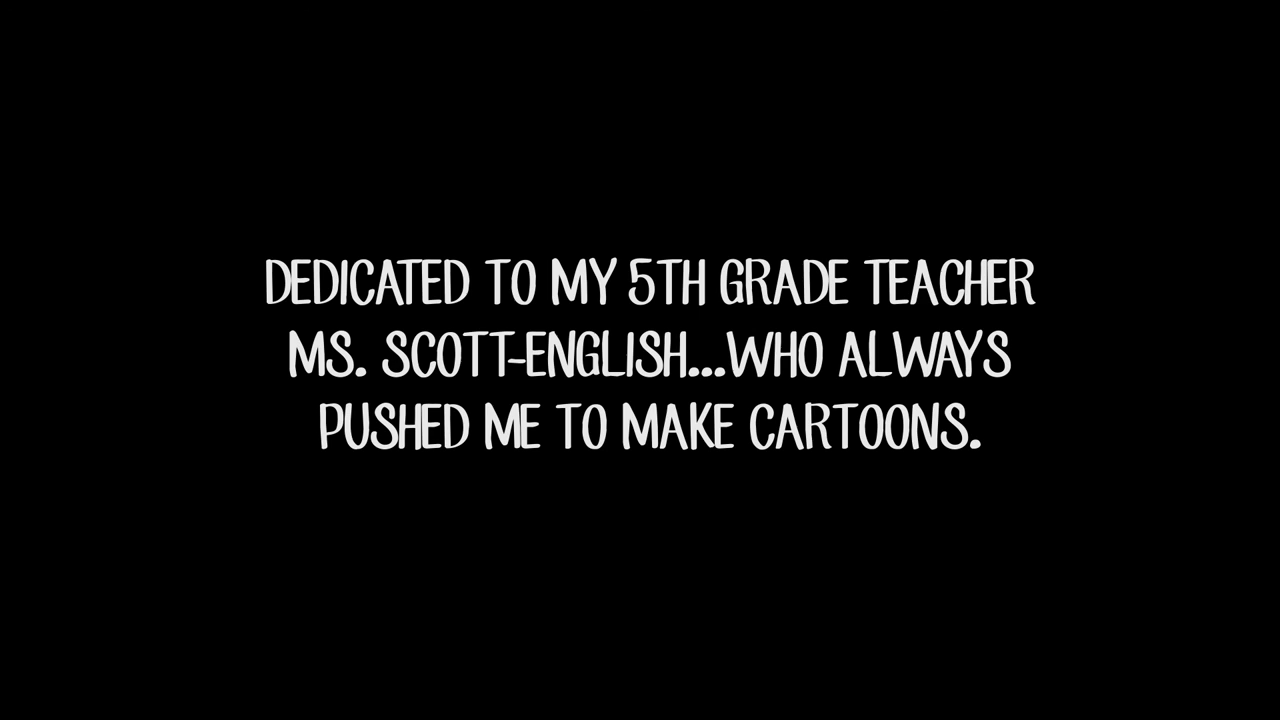 DEDICATED TO MY 5TH GRADE TEACHER
MS. SCOTT-ENGLISH...WHO ALWAYS
PUSHED ME TO MAKE CARTOONS.